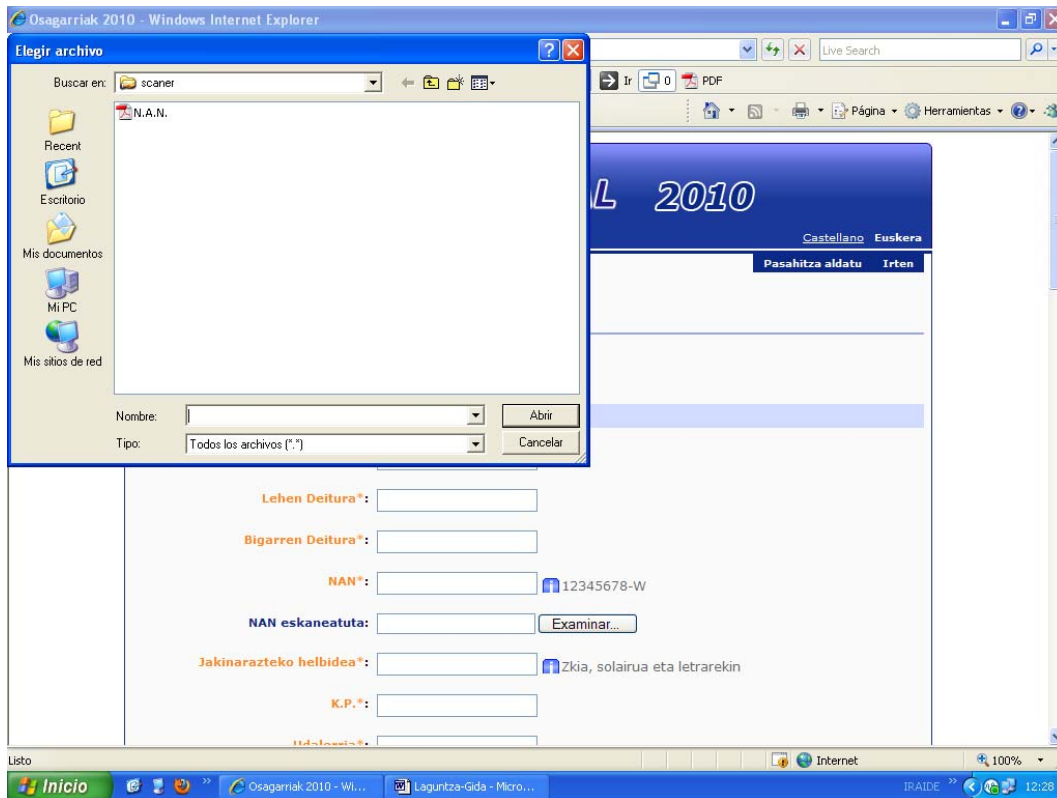 Osagarriak 2010 - Windows Internet Explorer
Elegir archivo
Buscar en: scaner
N.A.N.
Recent
Escritorio
Mis documentos
Mi PC
Mis sitios de red
Nombre:
Abrir
Tipo: Todos los archivos (*.*)
Cancelar
Live Search
Ir 0 PDF
Página Herramientas
L 2010
Castellano Euskera
Pasahitza aldatu Irten
Lehen Deitura*:
Bigarren Deitura*:
NAN*: 12345678-W
NAN eskaneatuta: Examinar...
Jakinarazteko helbidea*: Zkia, solairua eta letrarekin
K.P.*:
Udalerria*:
Listo Internet 100%
Inicio Osagarriak 2010 - Wi... Laguntza-Gida - Micro... IRAIDE 12:28